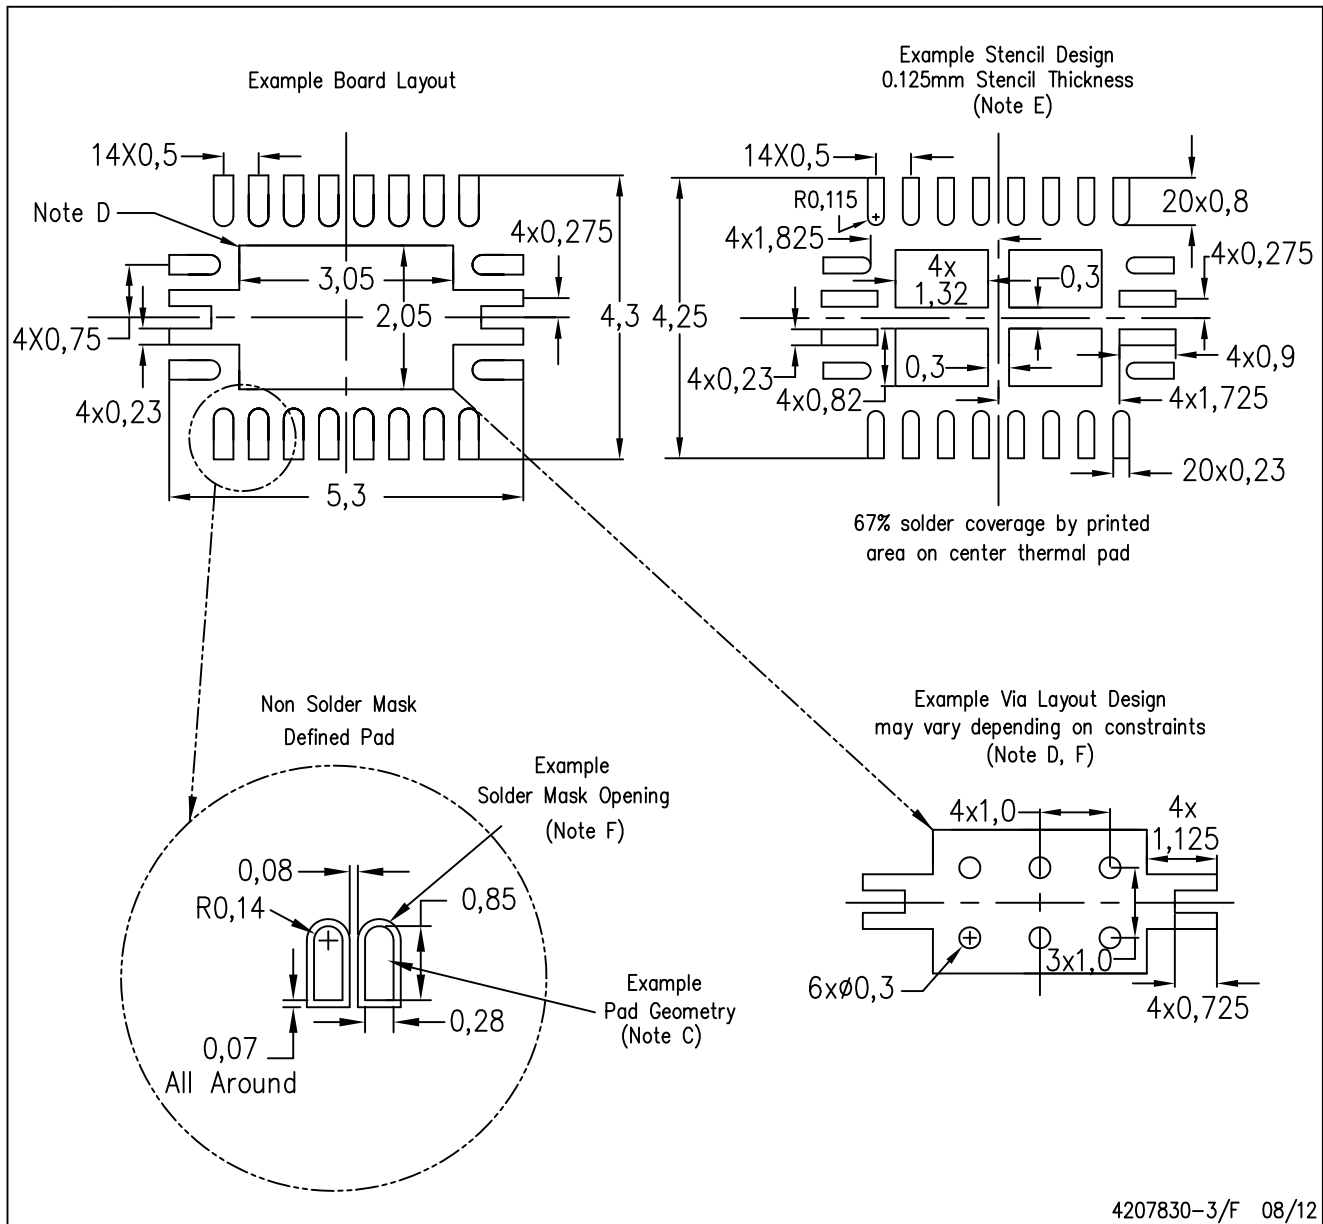 Example Board Layout
14X0,5
Note D
4x0,275
3,05
2,05
4,3
4X0,75
4x0,23
5,3
Example Stencil Design
0.125mm Stencil Thickness
(Note E)
14X0,5
R0,115
20x0,8
4x1,825
4x0,275
4x
1,32
0,3
4,25
4x0,23
0,3
4x0,9
4x0,82
4x1,725
20x0,23
67% solder coverage by printed
area on center thermal pad
Non Solder Mask
Defined Pad
Example
Solder Mask Opening
(Note F)
0,08
R0,14
0,85
Example
Pad Geometry
(Note C)
0,28
0,07
All Around
Example Via Layout Design
may vary depending on constraints
(Note D, F)
4x1,0
4x
1,125
3x1,0
6xø0,3
4x0,725
4207830-3/F 08/12